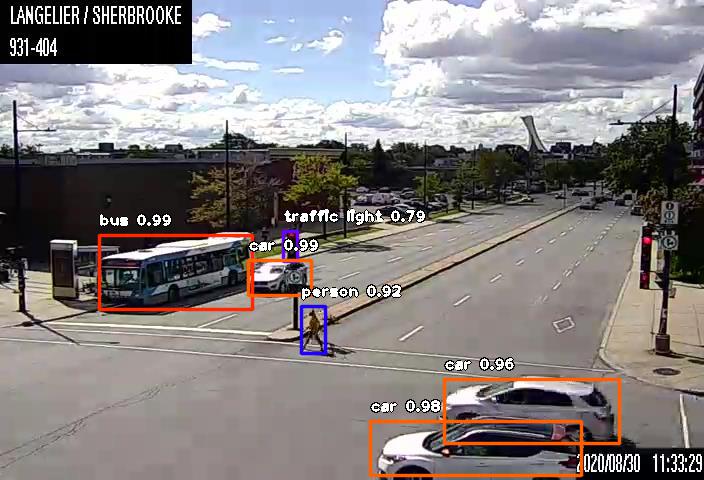 LANGELIER / SHERBROOKE
931-404
traffic light 0.79
bus 0.99
car 0.99
person 0.92
car 0.96
car 0.98
2020/08/30 11:33:29